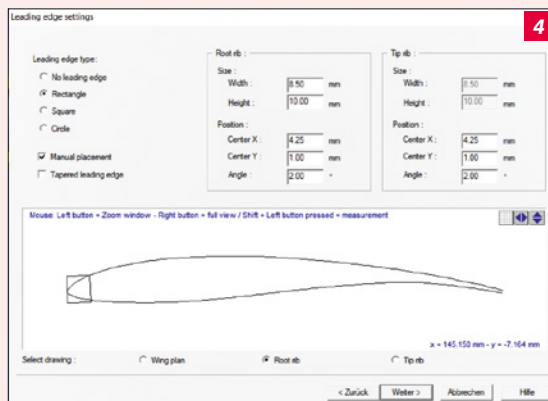 Leading edge settings
4
Leading edge type:
No leading edge
Rectangle
Square
Circle
Manual placement
Tapered leading edge
Root rib :
Size :
Width : 8.50 mm
Height : 10.00 mm
Position :
Center X : 4.25 mm
Center Y : 1.00 mm
Angle : 2.00 °
Tip rib :
Size :
Width : 8.50 mm
Height : 10.00 mm
Position :
Center X : 4.25 mm
Center Y : 1.00 mm
Angle : 2.00 °
Mouse: Left button = Zoom window - Right button = full view / Shift + Left button pressed = measurement
x = 145.150 mm - y = -7.164 mm
Select drawing : Wing plan Root rib Tip rib
< Zurück Weiter > Abbrechen Hilfe